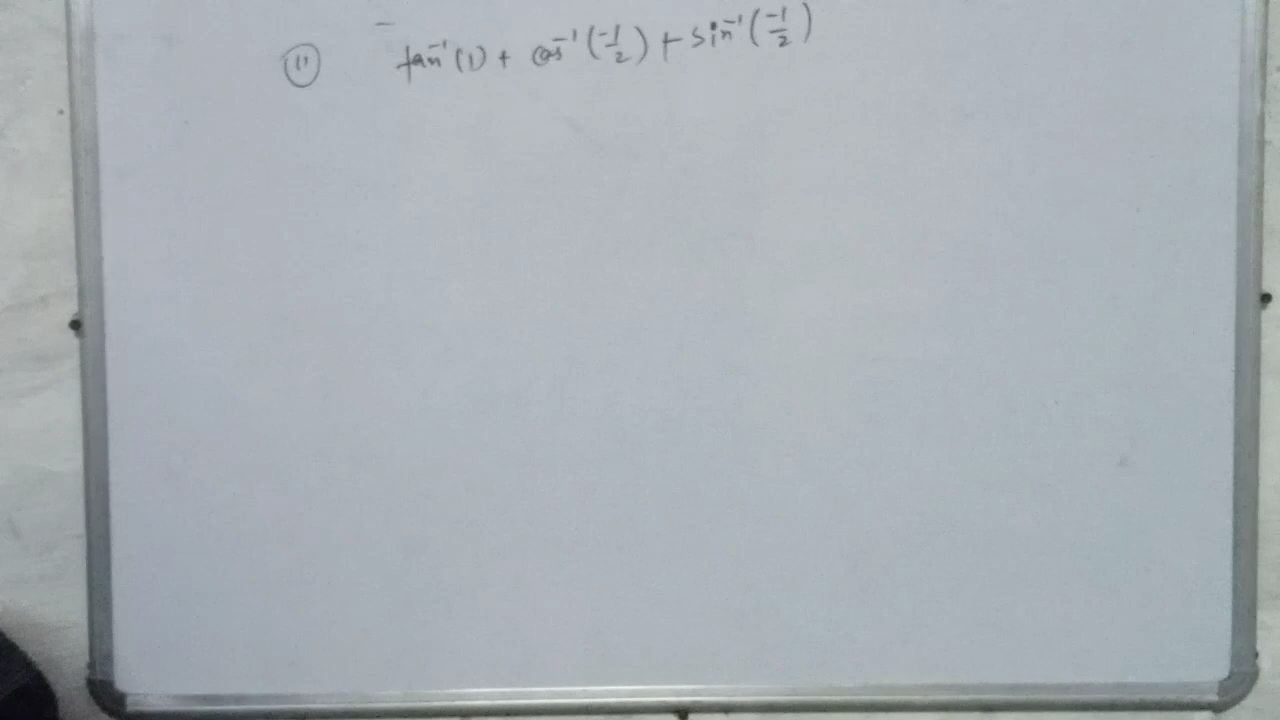 (11) tan⁻¹(1) + cos⁻¹(-1/2) + sin⁻¹(-1/2)